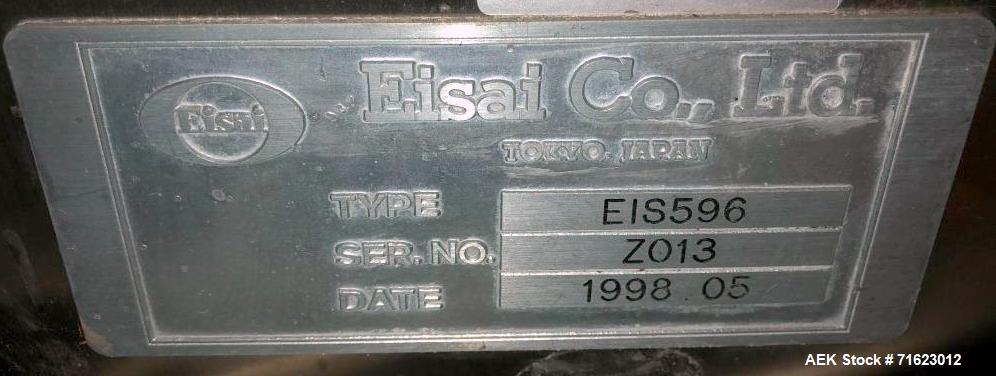 Eisai
Eisai Co., Ltd.
TOKYO. JAPAN
TYPE EIS596
SER. NO. Z013
DATE 1998.05
AEK Stock # 71623012